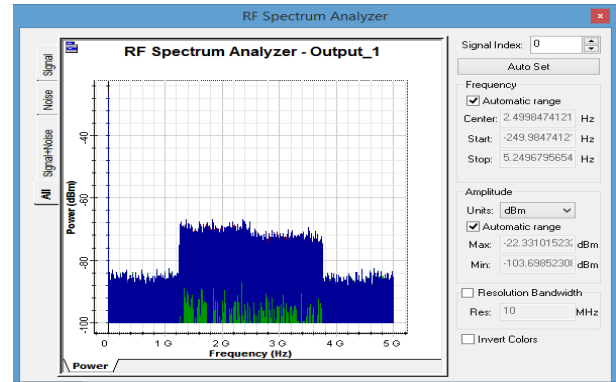 RF Spectrum Analyzer
x
Signal
Noise
Signal+Noise
All
RF Spectrum Analyzer - Output_1
Power (dBm)
-40
-60
-80
-100
0
1 G
2 G
3 G
4 G
5 G
Frequency (Hz)
Power
Signal Index: 0
Auto Set
Frequency
Automatic range
Center: 2.4998474121 Hz
Start: -249.9847412 Hz
Stop: 5.2496795654 Hz
Amplitude
Units: dBm
Automatic range
Max: -22.33101523 dBm
Min: -103.6985230 dBm
Resolution Bandwidth
Res: 10 MHz
Invert Colors